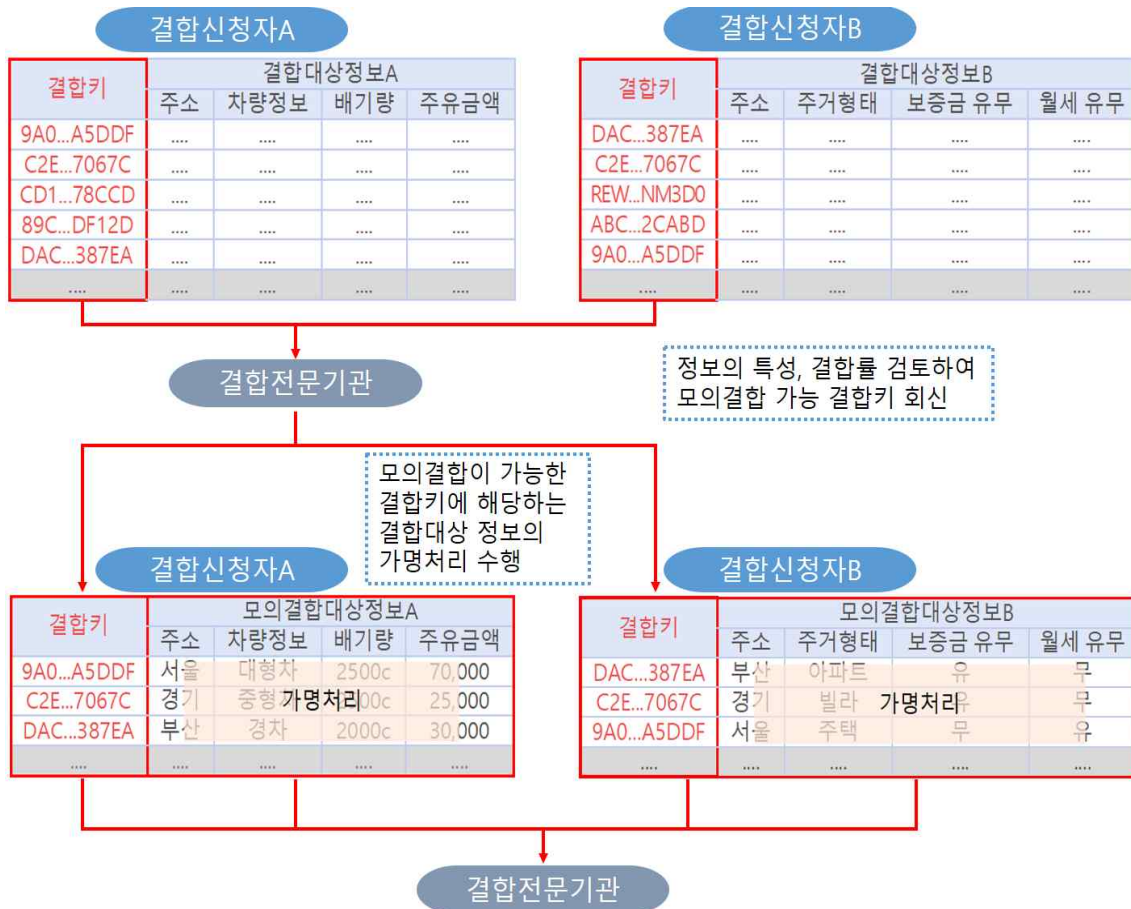 결합신청자A
결합신청자B
결합키 결합대상정보A
주소 차량정보 배기량 주유금액
9A0...A5DDF .... .... .... ....
C2E...7067C .... .... .... ....
CD1...78CCD .... .... .... ....
89C...DF12D .... .... .... ....
DAC...387EA .... .... .... ....
.... .... .... .... ....
결합키 결합대상정보B
주소 주거형태 보증금 유무 월세 유무
DAC...387EA .... .... .... ....
C2E...7067C .... .... .... ....
REW...NM3D0 .... .... .... ....
ABC...2CABD .... .... .... ....
9A0...A5DDF .... .... .... ....
.... .... .... .... ....
결합전문기관
정보의 특성, 결합률 검토하여
모의결합 가능 결합키 회신
모의결합이 가능한
결합키에 해당하는
결합대상 정보의
가명처리 수행
결합신청자A
결합신청자B
결합키 모의결합대상정보A
주소 차량정보 배기량 주유금액
9A0...A5DDF 서울 대형차 2500c 70,000
C2E...7067C 경기 가명처리 25,000
DAC...387EA 부산 경차 2000c 30,000
.... .... .... .... ....
결합키 모의결합대상정보B
주소 주거형태 보증금 유무 월세 유무
DAC...387EA 부산 아파트 유 무
C2E...7067C 경기 빌라 가명처리 유 무
9A0...A5DDF 서울 주택 무 유
.... .... .... .... ....
결합전문기관